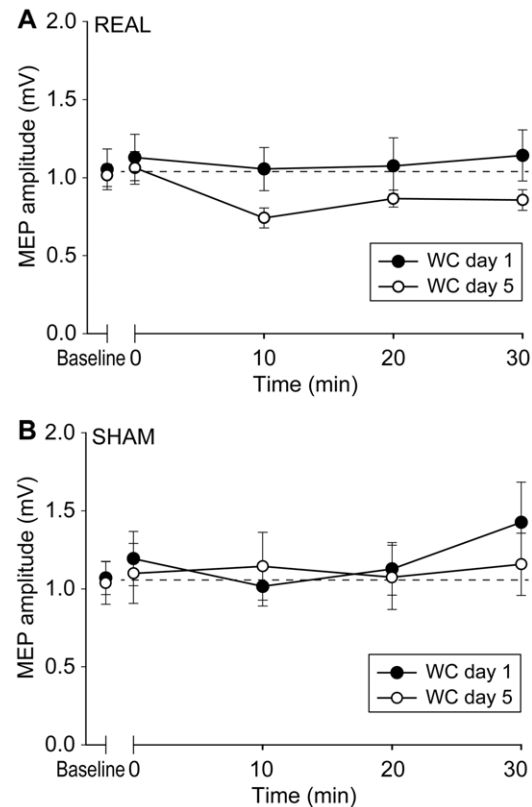 A REAL
2.0
1.5
1.0
0.5
0.0
MEP amplitude (mV)
WC day 1
WC day 5
Baseline 0 10 20 30
Time (min)
B SHAM
2.0
1.5
1.0
0.5
0.0
MEP amplitude (mV)
WC day 1
WC day 5
Baseline 0 10 20 30
Time (min)